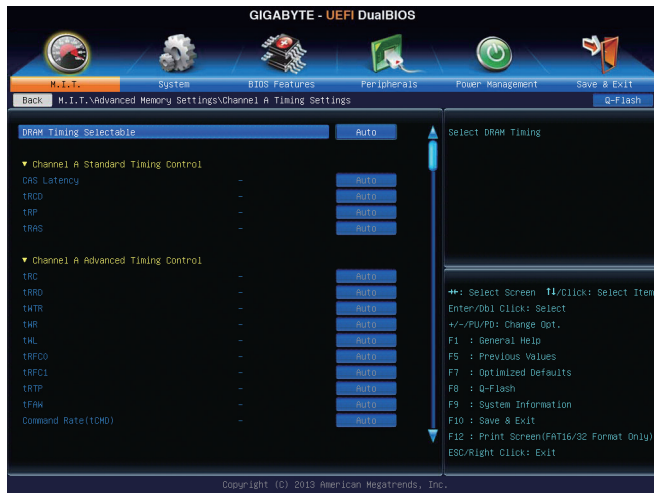 GIGABYTE - UEFI DualBIOS
M.I.T. System BIOS Features Peripherals Power Management Save & Exit
Back M.I.T.\Advanced Memory Settings\Channel A Timing Settings Q-Flash
DRAM Timing Selectable Auto Select DRAM Timing
▼ Channel A Standard Timing Control
CAS Latency - Auto
tRCD - Auto
tRP - Auto
tRAS - Auto
▼ Channel A Advanced Timing Control
tRC - Auto
tRRD - Auto
tWTR - Auto
tWR - Auto
tWL - Auto
tRFC0 - Auto
tRFC1 - Auto
tRTP - Auto
tFAW - Auto
Command Rate(tCMD) - Auto
→←: Select Screen ↑↓/Click: Select Item
Enter/Dbl Click: Select
+/-/PU/PD: Change Opt.
F1 : General Help
F5 : Previous Values
F7 : Optimized Defaults
F8 : Q-Flash
F9 : System Information
F10 : Save & Exit
F12 : Print Screen(FAT16/32 Format Only)
ESC/Right Click: Exit
Copyright (C) 2013 American Megatrends, Inc.